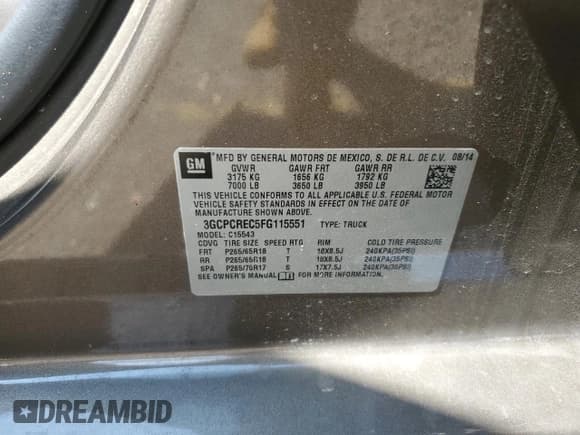 GM
MFD BY GENERAL MOTORS DE MEXICO, S. DE R.L. DE C.V. 08/14
GVWR GAWR FRT GAWR RR
3175 KG 1656 KG 1792 KG
7000 LB 3650 LB 3950 LB
THIS VEHICLE CONFORMS TO ALL APPLICABLE U.S. FEDERAL MOTOR
VEHICLE SAFETY STANDARDS IN EFFECT ON THE DATE OF
MANUFACTURE SHOWN ABOVE.
3GCPCREC5FG115551 TYPE: TRUCK
MODEL: C15543
CDVG TIRE SIZE SPEED RTG RIM COLD TIRE PRESSURE
FRT P265/65R18 T 18X8.5J 240KPA(35PSI)
RR P265/65R18 T 18X8.5J 240KPA(35PSI)
SPA P265/70R17 S 17X7.5J 240KPA(35PSI)
SEE OWNER'S MANUAL FOR MORE INFORMATION.
DREAMBID